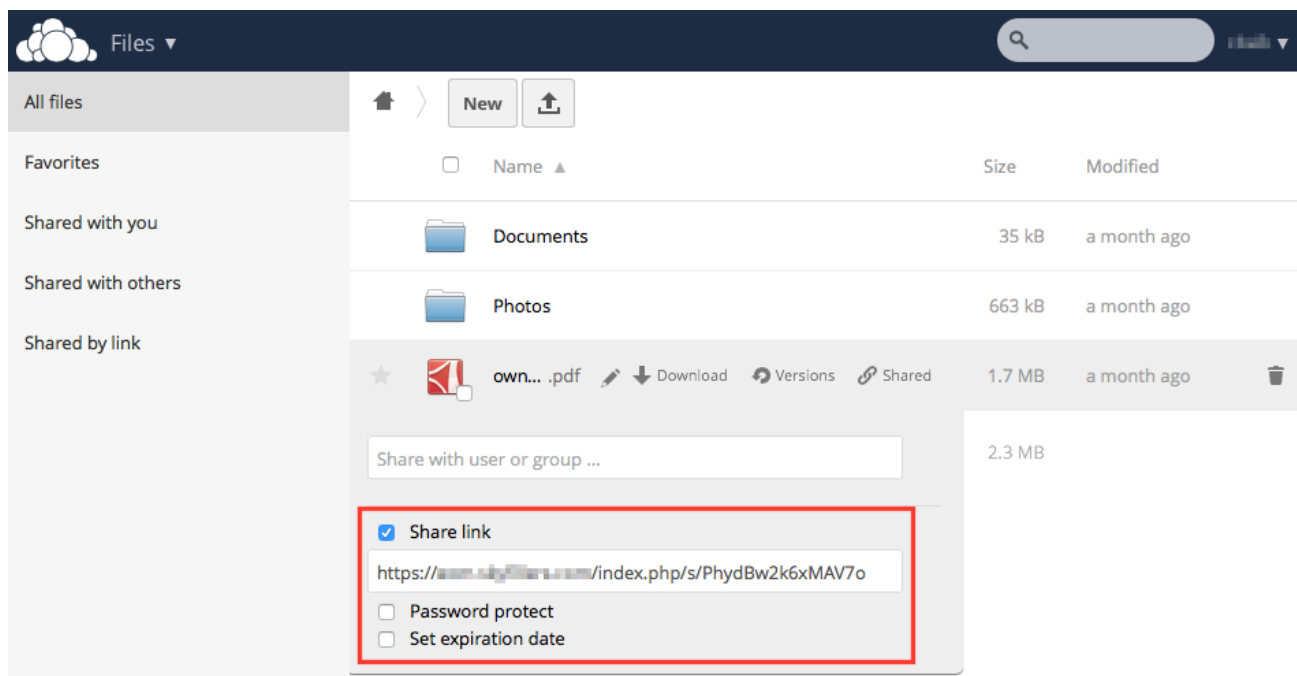 Files ▼
All files
Favorites
Shared with you
Shared with others
Shared by link
New
Name ▲ Size Modified
Documents 35 kB a month ago
Photos 663 kB a month ago
own... .pdf Download Versions Shared 1.7 MB a month ago
Share with user or group ...
2.3 MB
Share link
https:// /index.php/s/PhydBw2k6xMAV7o
Password protect
Set expiration date